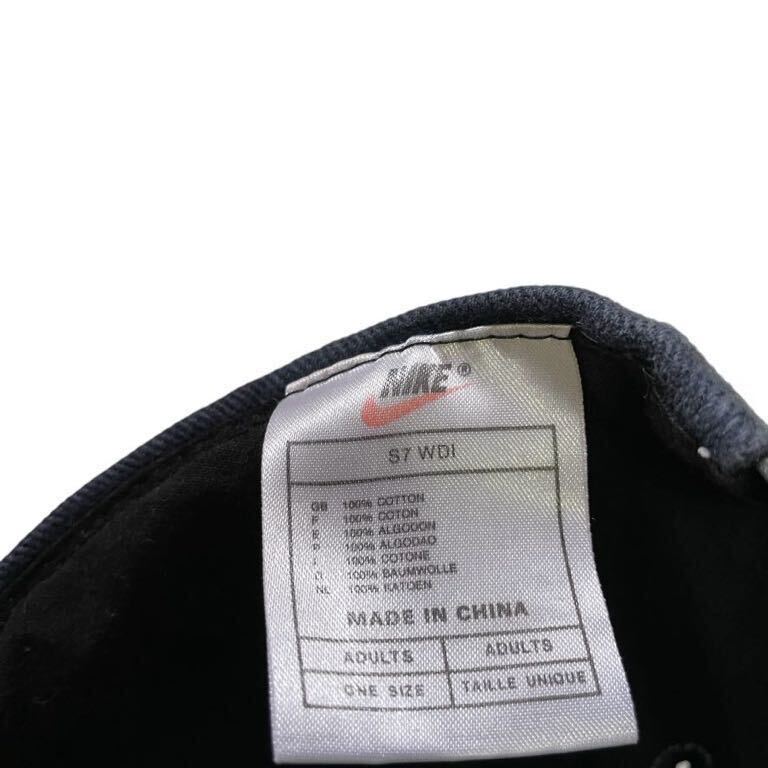 NIKE®
S7 WDI
GB 100% COTTON
F 100% COTON
E 100% ALGODON
P 100% ALGODAO
I 100% COTONE
D 100% BAUMWOLLE
NL 100% KATOEN
MADE IN CHINA
ADULTS ADULTS
ONE SIZE TAILLE UNIQUE